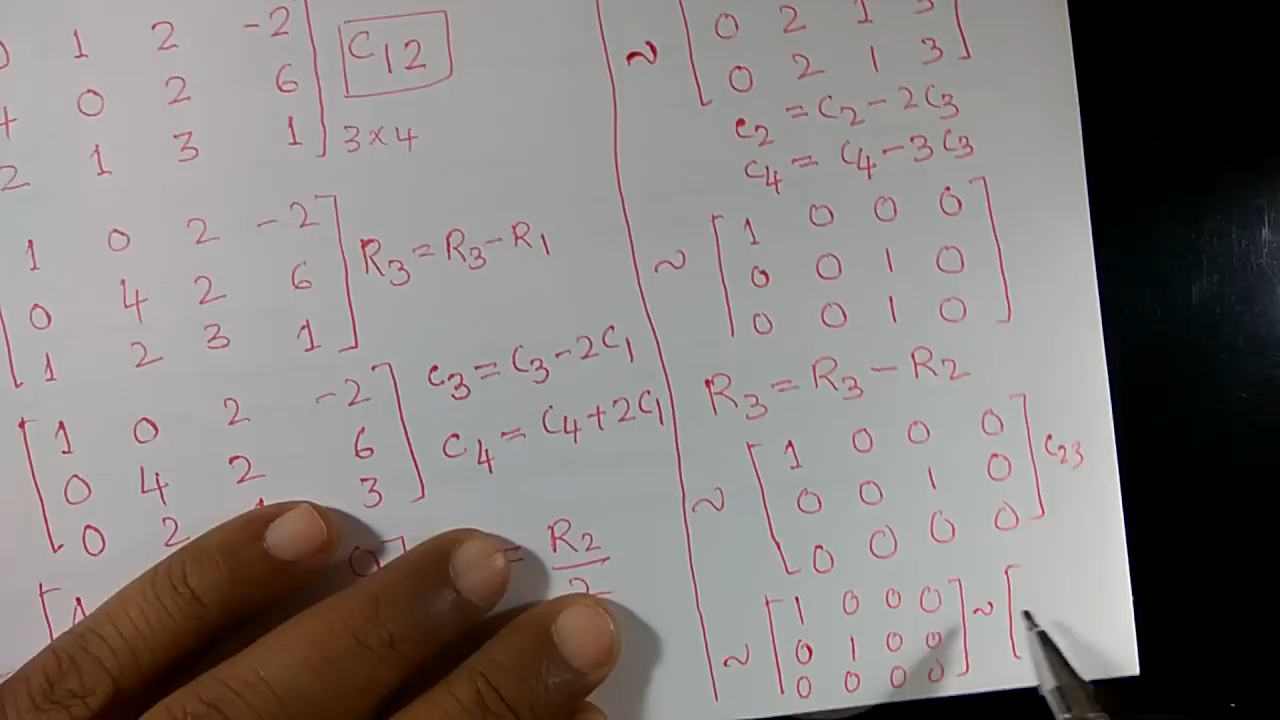 1 2 -2
0 2 6
2 1 3 1
C12
3×4
1 0 2 -2
0 4 2 6
1 2 3 1
R3 = R3 - R1
1 0 2 -2
0 4 2 6
0 2 3
C3 = C3 - 2C1
C4 = C4 + 2C1
= R2
~
0 2 1
0 2 1 3
C2 = C2 - 2C3
C4 = C4 - 3C3
~
1 0 0 0
0 0 1 0
0 0 1 0
R3 = R3 - R2
~
1 0 0 0
0 0 1 0
0 0 0 0
C23
~
1 0 0 0
0 1 0 0
0 0 0 0
~ [